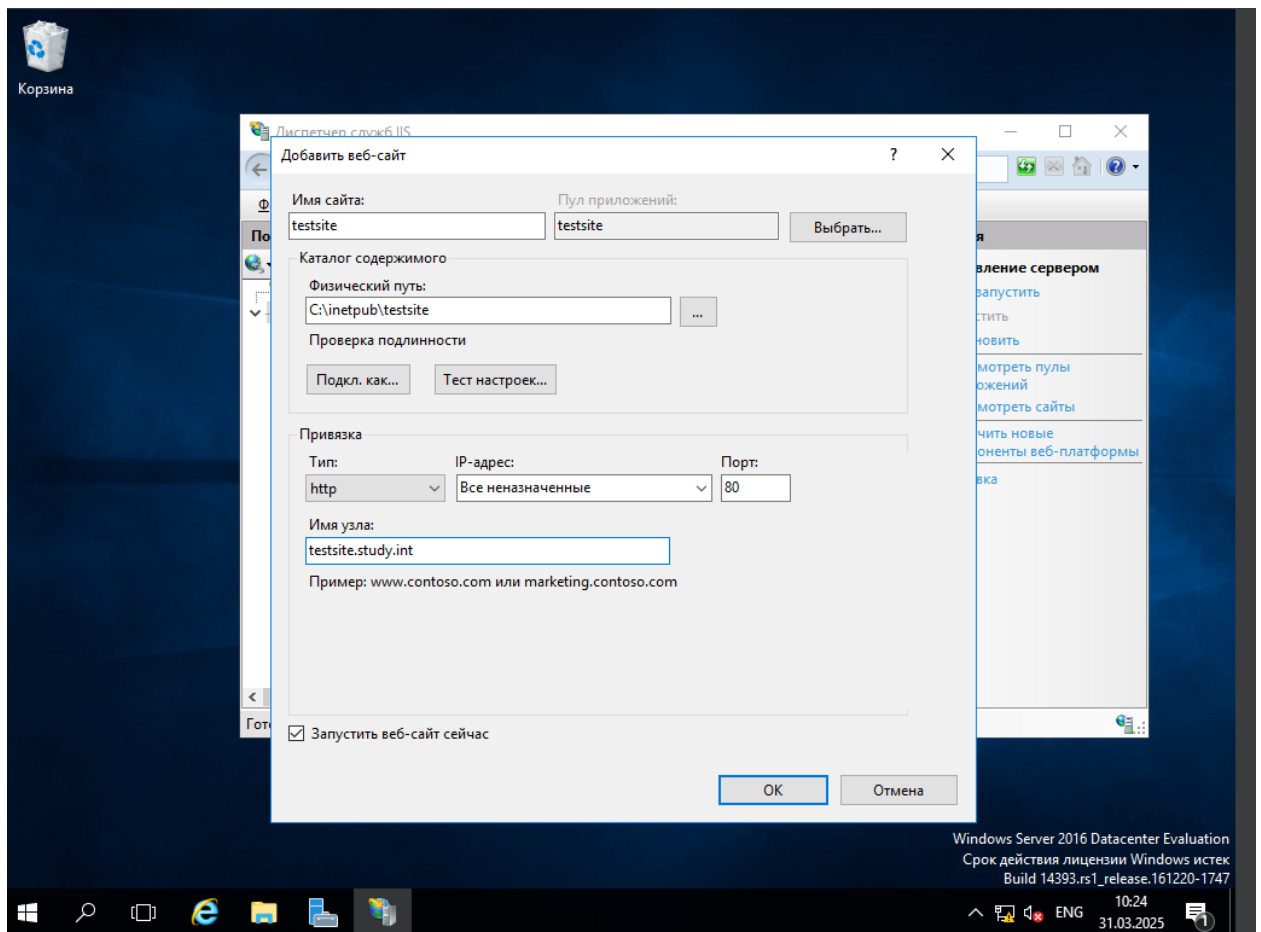 Корзина
Диспетчер служб IIS
Добавить веб-сайт ?
Имя сайта: Пул приложений:
testsite testsite Выбрать...
Каталог содержимого
Физический путь:
C:\inetpub\testsite ...
Проверка подлинности
Подкл. как... Тест настроек...
Привязка
Тип: IP-адрес: Порт:
http Все неназначенные 80
Имя узла:
testsite.study.int
Пример: www.contoso.com или marketing.contoso.com
Запустить веб-сайт сейчас
OK Отмена
Ф
По
Гот
я
вление сервером
запустить
тить
новить
мотреть пулы
ожений
мотреть сайты
чить новые
оненты веб-платформы
вка
Windows Server 2016 Datacenter Evaluation
Срок действия лицензии Windows истек
Build 14393.rs1_release.161220-1747
ENG 10:24
31.03.2025
1